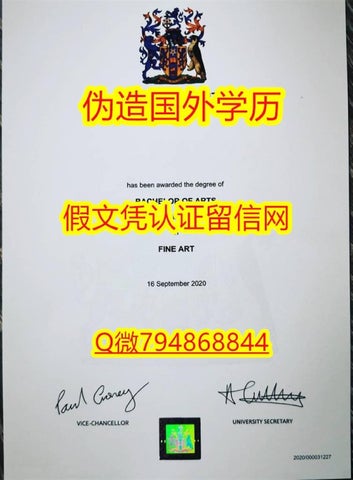 伪造国外学历
has been awarded the degree of
BACHELOR OF ARTS
假文凭认证留信网
FINE ART
16 September 2020
Q微794868844
VICE-CHANCELLOR
UNIVERSITY SECRETARY
2020/000031227